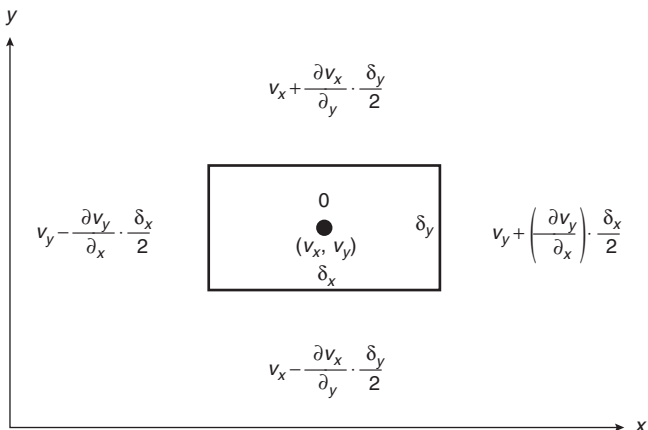 y
v_x + ∂v_x/∂_y · δ_y/2
0
v_y − ∂v_y/∂_x · δ_x/2
δ_y
v_y + (∂v_y/∂_x) · δ_x/2
(v_x, v_y)
δ_x
v_x − ∂v_x/∂_y · δ_y/2
x